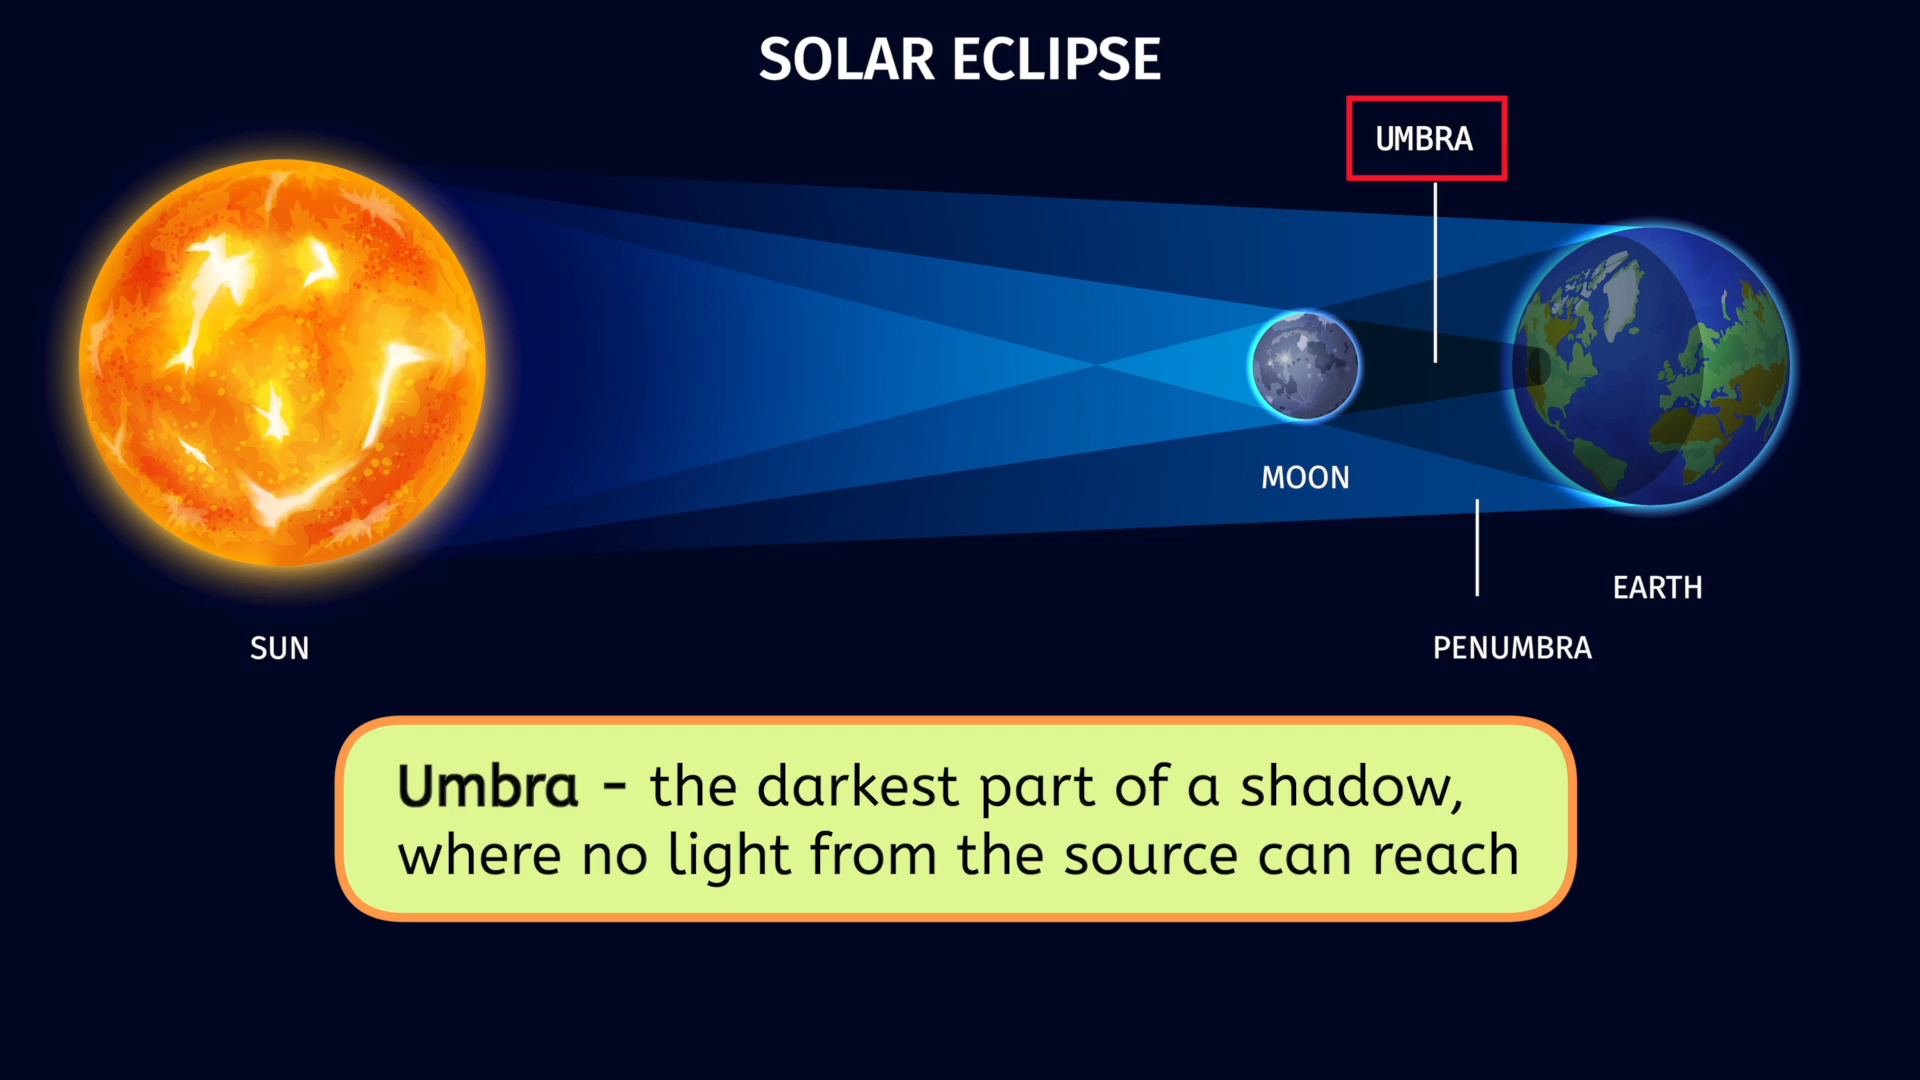 SOLAR ECLIPSE
UMBRA
MOON
EARTH
SUN
PENUMBRA
Umbra - the darkest part of a shadow,
where no light from the source can reach